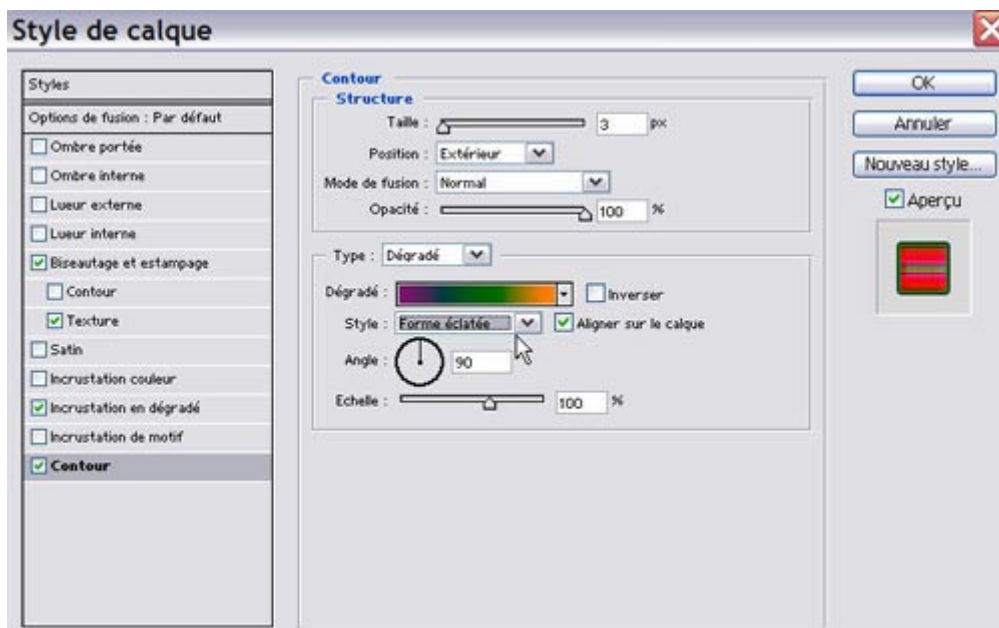 Style de calque
Styles
Options de fusion : Par défaut
Ombre portée
Ombre interne
Lueur externe
Lueur interne
Biseautage et estampage
Contour
Texture
Satin
Incrustation couleur
Incrustation en dégradé
Incrustation de motif
Contour
Contour
Structure
Taille : 3 px
Position : Extérieur
Mode de fusion : Normal
Opacité : 100 %
Type : Dégradé
Dégradé : Inverser
Style : Forme éclatée Aligner sur le calque
Angle : 90
Echelle : 100 %
OK
Annuler
Nouveau style...
Aperçu